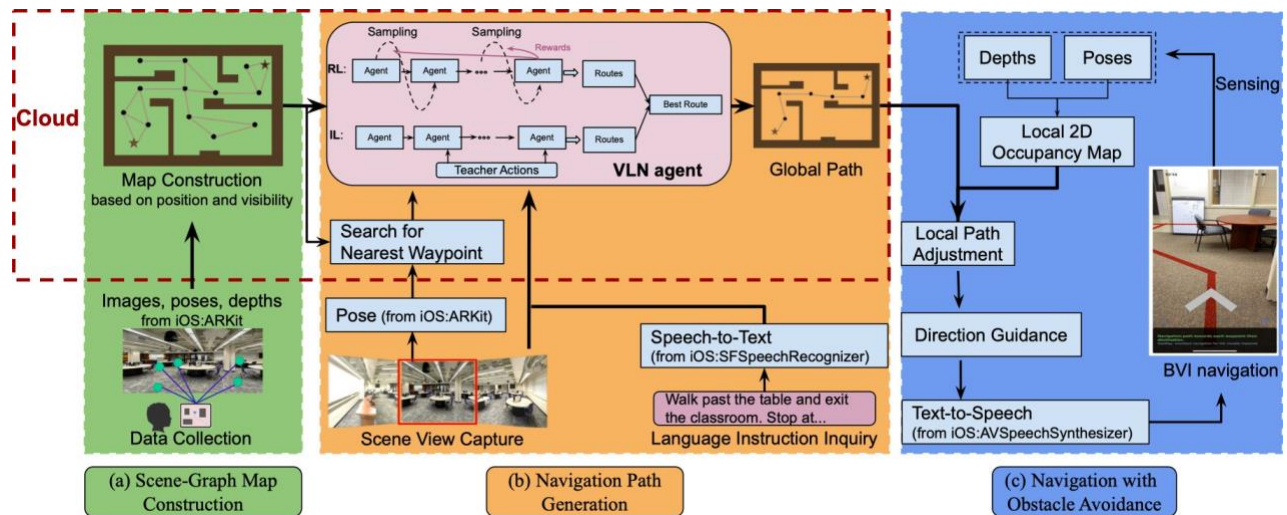 Cloud
Map Construction
based on position and visibility
Images, poses, depths
from iOS:ARKit
Data Collection
(a) Scene-Graph Map
Construction
Sampling
Sampling
Rewards
RL:
Agent
Agent
•••
Agent
Routes
Best Route
IL:
Agent
Agent
•••
Agent
Routes
Teacher Actions
VLN agent
Global Path
Search for
Nearest Waypoint
Pose (from iOS:ARKit)
Scene View Capture
Speech-to-Text
(from iOS:SFSpeechRecognizer)
Walk past the table and exit
the classroom. Stop at...
Language Instruction Inquiry
(b) Navigation Path
Generation
Depths
Poses
Sensing
Local 2D
Occupancy Map
Local Path
Adjustment
Direction Guidance
Text-to-Speech
(from iOS:AVSpeechSynthesizer)
BVI navigation
(c) Navigation with
Obstacle Avoidance